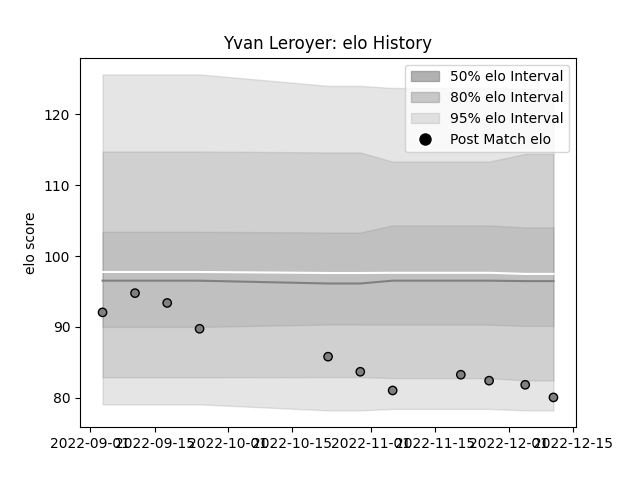 Yvan Leroyer: elo History
50% elo Interval
80% elo Interval
95% elo Interval
Post Match elo
elo score
120
110
100
90
80
2022-09-01 2022-09-15 2022-10-01 2022-10-15 2022-11-01 2022-11-15 2022-12-01 2022-12-15